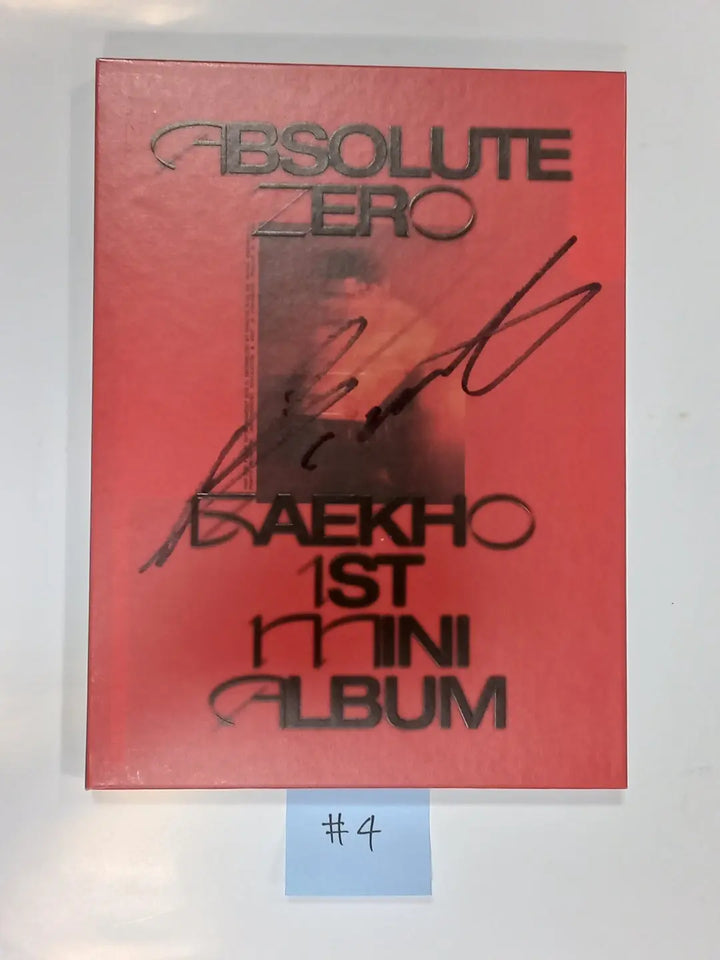 ABSOLUTE
ZERO
BAEKHO
1ST
MINI
ALBUM
#4